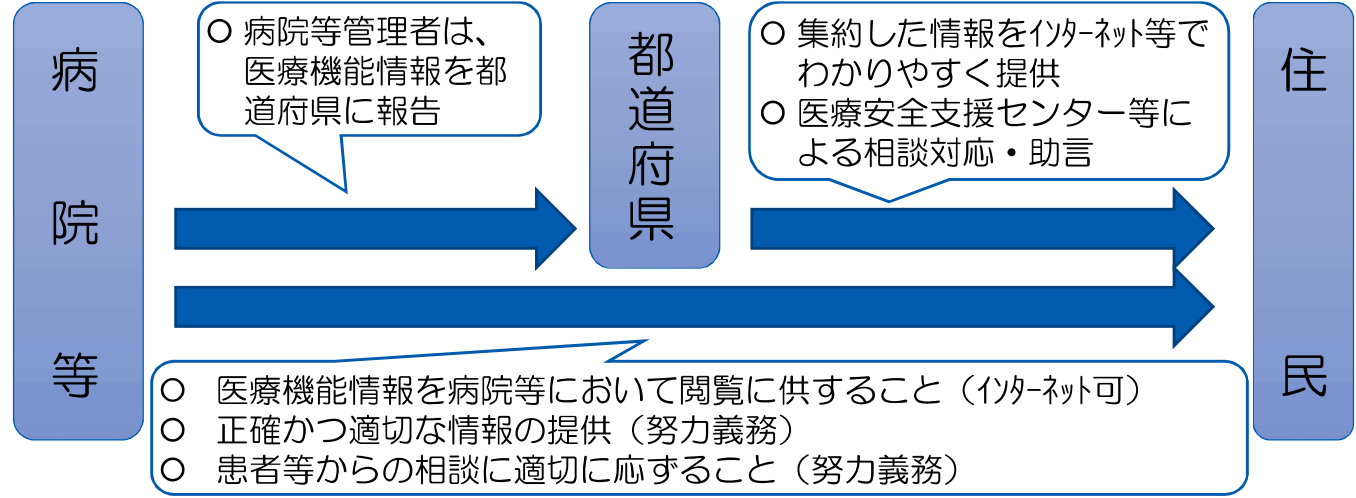 病院等
○ 病院等管理者は、
医療機能情報を都
道府県に報告
都道府県
○ 集約した情報をｲﾝﾀｰﾈｯﾄ等で
わかりやすく提供
○ 医療安全支援センター等に
よる相談対応・助言
住民
○ 医療機能情報を病院等において閲覧に供すること（ｲﾝﾀｰﾈｯﾄ可）
○ 正確かつ適切な情報の提供（努力義務）
○ 患者等からの相談に適切に応ずること（努力義務）